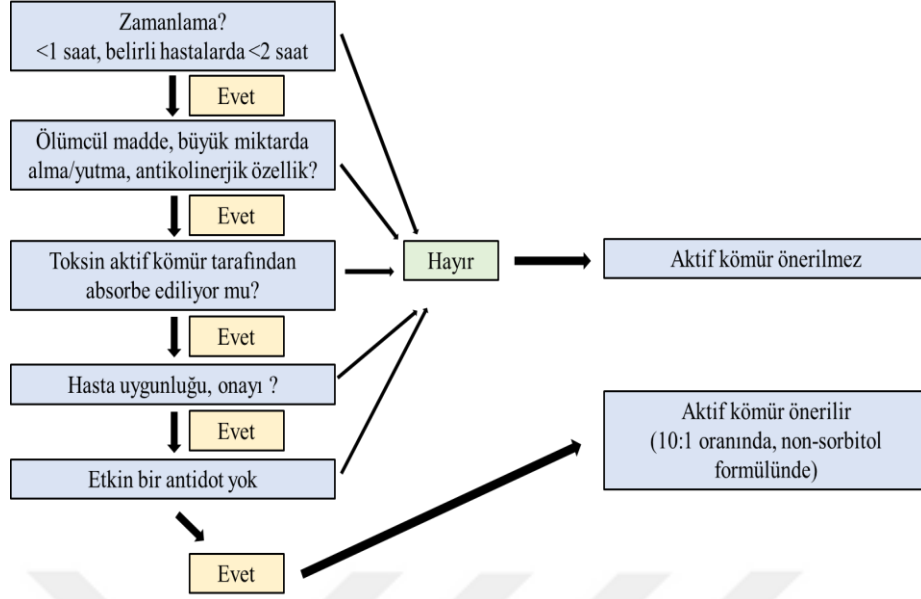 Zamanlama?
<1 saat, belirli hastalarda <2 saat
Evet
Ölümcül madde, büyük miktarda
alma/yutma, antikolinerjik özellik?
Evet
Toksin aktif kömür tarafından
absorbe ediliyor mu?
Hayır
Aktif kömür önerilmez
Evet
Hasta uygunluğu, onayı ?
Evet
Etkin bir antidot yok
Aktif kömür önerilir
(10:1 oranında, non-sorbitol
formülünde)
Evet